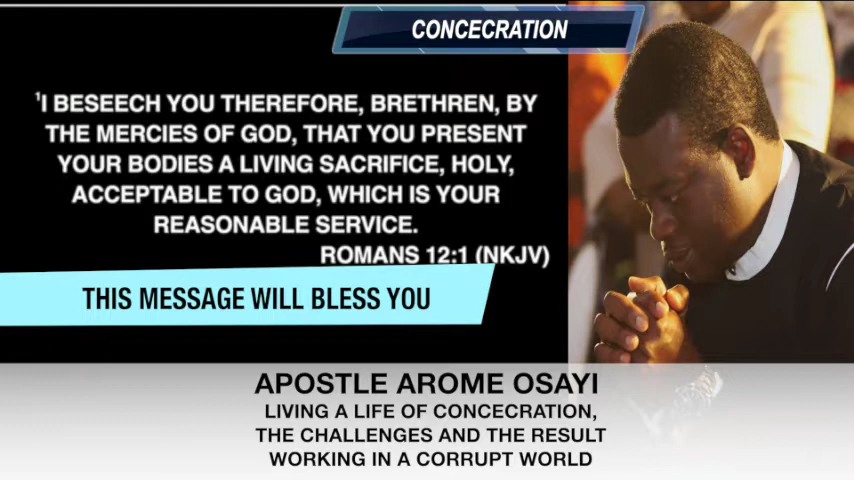 CONCECRATION
¹I BESEECH YOU THEREFORE, BRETHREN, BY
THE MERCIES OF GOD, THAT YOU PRESENT
YOUR BODIES A LIVING SACRIFICE, HOLY,
ACCEPTABLE TO GOD, WHICH IS YOUR
REASONABLE SERVICE.
ROMANS 12:1 (NKJV)
THIS MESSAGE WILL BLESS YOU
APOSTLE AROME OSAYI
LIVING A LIFE OF CONCECRATION,
THE CHALLENGES AND THE RESULT
WORKING IN A CORRUPT WORLD